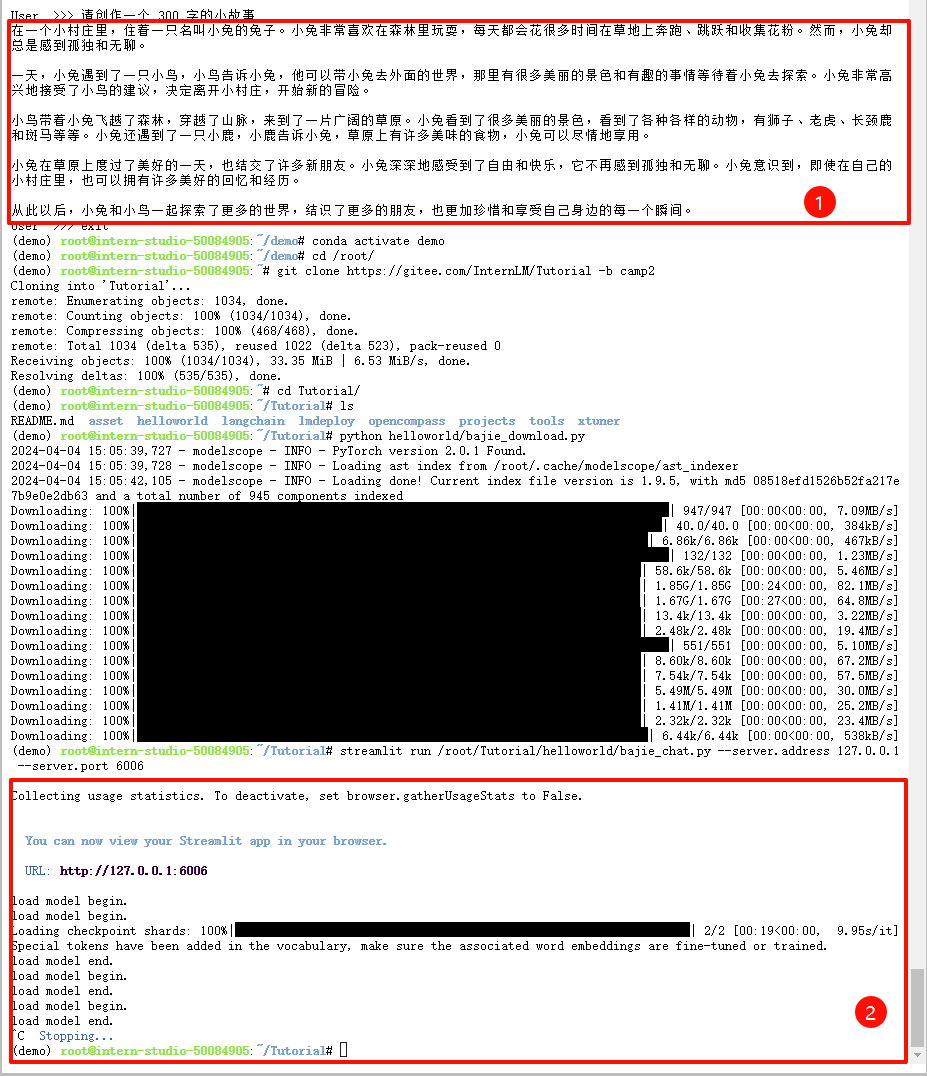 User  >>> 请创作一个 300 字的小故事
在一个小村庄里，住着一只名叫小兔的兔子。小兔非常喜欢在森林里玩耍，每天都会花很多时间在草地上奔跑、跳跃和收集花粉。然而，小兔却
总是感到孤独和无聊。
一天，小兔遇到了一只小鸟，小鸟告诉小兔，他可以带小兔去外面的世界，那里有很多美丽的景色和有趣的事情等待着小兔去探索。小兔非常高
兴地接受了小鸟的建议，决定离开小村庄，开始新的冒险。
小鸟带着小兔飞越了森林，穿越了山脉，来到了一片广阔的草原。小兔看到了很多美丽的景色，看到了各种各样的动物，有狮子、老虎、长颈鹿
和斑马等等。小兔还遇到了一只小鹿，小鹿告诉小兔，草原上有许多美味的食物，小兔可以尽情地享用。
小兔在草原上度过了美好的一天，也结交了许多新朋友。小兔深深地感受到了自由和快乐，它不再感到孤独和无聊。小兔意识到，即使在自己的
小村庄里，也可以拥有许多美好的回忆和经历。
从此以后，小兔和小鸟一起探索了更多的世界，结识了更多的朋友，也更加珍惜和享受自己身边的每一个瞬间。
1
User  >>> exit
(demo) root@intern-studio-50084905:~/demo# conda activate demo
(demo) root@intern-studio-50084905:~/demo# cd /root/
(demo) root@intern-studio-50084905:~# git clone https://gitee.com/InternLM/Tutorial -b camp2
Cloning into 'Tutorial'...
remote: Enumerating objects: 1034, done.
remote: Counting objects: 100% (1034/1034), done.
remote: Compressing objects: 100% (468/468), done.
remote: Total 1034 (delta 535), reused 1022 (delta 523), pack-reused 0
Receiving objects: 100% (1034/1034), 33.35 MiB | 6.53 MiB/s, done.
Resolving deltas: 100% (535/535), done.
(demo) root@intern-studio-50084905:~# cd Tutorial/
(demo) root@intern-studio-50084905:~/Tutorial# ls
README.md  asset  helloworld  langchain  lmdeploy  opencompass  projects  tools  xtuner
(demo) root@intern-studio-50084905:~/Tutorial# python helloworld/bajie_download.py
2024-04-04 15:05:39,727 - modelscope - INFO - PyTorch version 2.0.1 Found.
2024-04-04 15:05:39,728 - modelscope - INFO - Loading ast index from /root/.cache/modelscope/ast_indexer
2024-04-04 15:05:42,105 - modelscope - INFO - Loading done! Current index file version is 1.9.5, with md5 08518efd1526b52fa217e
7b9e0e2db63 and a total number of 945 components indexed
Downloading: 100%| | 947/947 [00:00<00:00, 7.09MB/s]
Downloading: 100%| | 40.0/40.0 [00:00<00:00, 384kB/s]
Downloading: 100%| | 6.86k/6.86k [00:00<00:00, 467kB/s]
Downloading: 100%| | 132/132 [00:00<00:00, 1.23MB/s]
Downloading: 100%| | 58.6k/58.6k [00:00<00:00, 5.46MB/s]
Downloading: 100%| | 1.85G/1.85G [00:24<00:00, 82.1MB/s]
Downloading: 100%| | 1.67G/1.67G [00:27<00:00, 64.8MB/s]
Downloading: 100%| | 13.4k/13.4k [00:00<00:00, 3.22MB/s]
Downloading: 100%| | 2.48k/2.48k [00:00<00:00, 19.4MB/s]
Downloading: 100%| | 551/551 [00:00<00:00, 5.10MB/s]
Downloading: 100%| | 8.60k/8.60k [00:00<00:00, 67.2MB/s]
Downloading: 100%| | 7.54k/7.54k [00:00<00:00, 57.5MB/s]
Downloading: 100%| | 5.49M/5.49M [00:00<00:00, 30.0MB/s]
Downloading: 100%| | 1.41M/1.41M [00:00<00:00, 25.2MB/s]
Downloading: 100%| | 2.32k/2.32k [00:00<00:00, 23.4MB/s]
Downloading: 100%| | 6.44k/6.44k [00:00<00:00, 538kB/s]
(demo) root@intern-studio-50084905:~/Tutorial# streamlit run /root/Tutorial/helloworld/bajie_chat.py --server.address 127.0.0.1
--server.port 6006
Collecting usage statistics. To deactivate, set browser.gatherUsageStats to False.
You can now view your Streamlit app in your browser.
URL: http://127.0.0.1:6006
load model begin.
load model begin.
Loading checkpoint shards: 100%| | 2/2 [00:19<00:00,  9.95s/it]
Special tokens have been added in the vocabulary, make sure the associated word embeddings are fine-tuned or trained.
load model end.
load model begin.
load model end.
load model begin.
load model end.
^C  Stopping...
(demo) root@intern-studio-50084905:~/Tutorial#
2